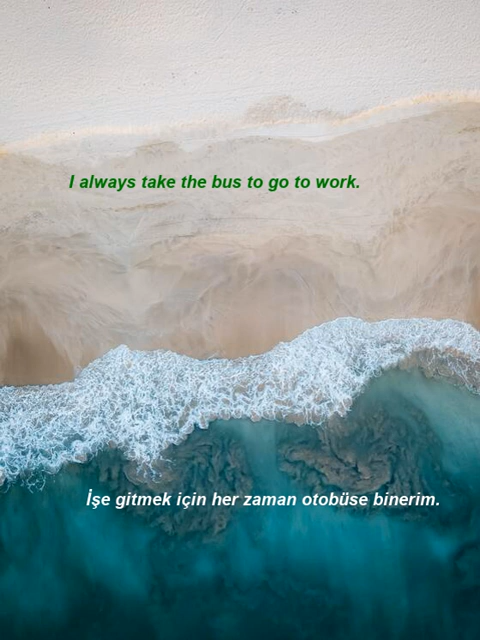 I always take the bus to go to work.
İşe gitmek için her zaman otobüse binerim.